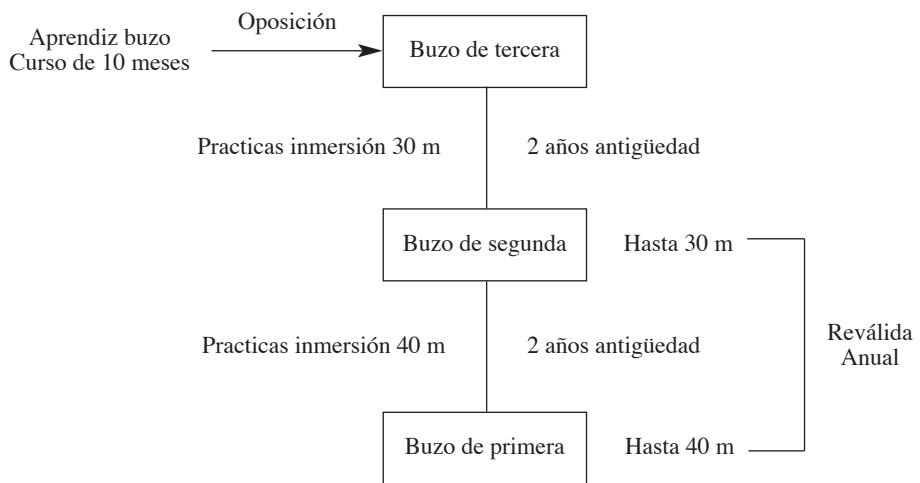 Oposición
Aprendiz buzo
Curso de 10 meses
Buzo de tercera
Practicas inmersión 30 m
2 años antigüedad
Buzo de segunda
Hasta 30 m
Practicas inmersión 40 m
2 años antigüedad
Reválida
Anual
Buzo de primera
Hasta 40 m